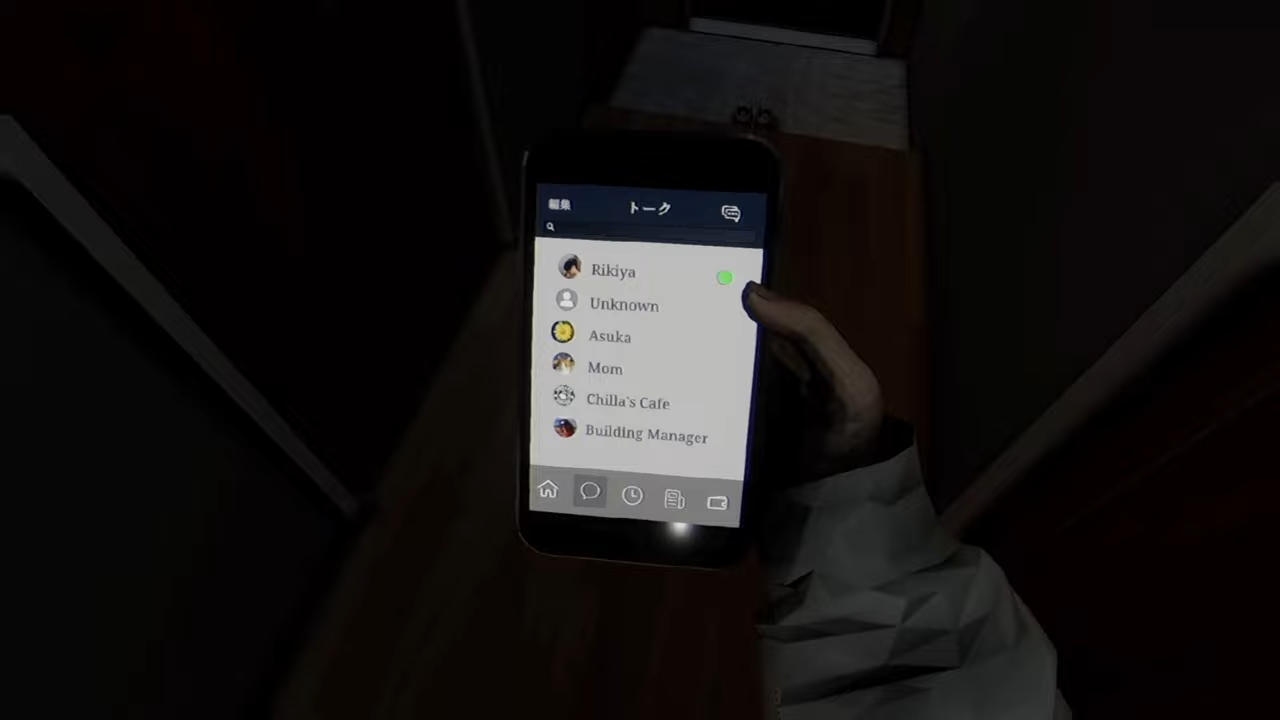 編集 トーク
Rikiya
Unknown
Asuka
Mom
Chilla's Cafe
Building Manager